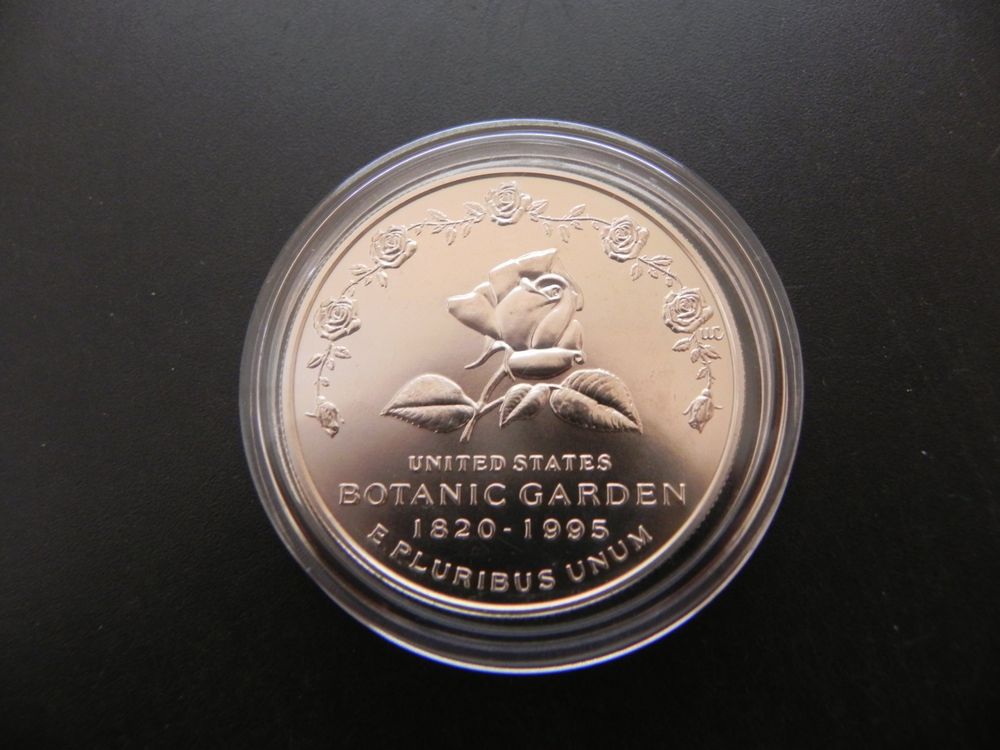 UNITED STATES
BOTANIC GARDEN
1820-1995
E PLURIBUS UNUM